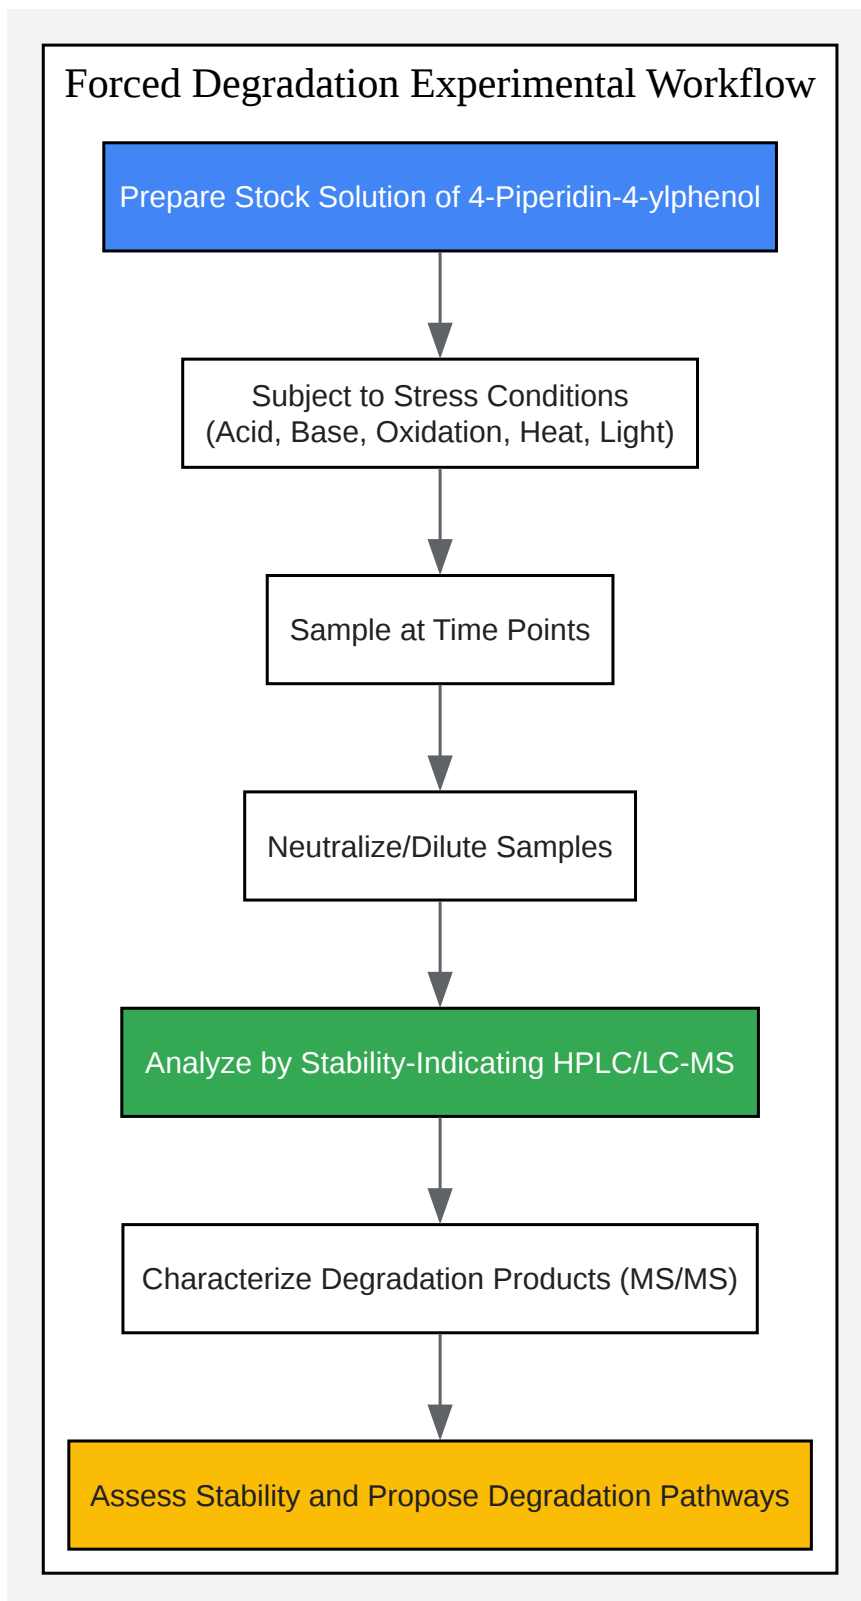 Forced Degradation Experimental Workflow
Prepare Stock Solution of 4-Piperidin-4-ylphenol
Subject to Stress Conditions
(Acid, Base, Oxidation, Heat, Light)
Sample at Time Points
Neutralize/Dilute Samples
Analyze by Stability-Indicating HPLC/LC-MS
Characterize Degradation Products (MS/MS)
Assess Stability and Propose Degradation Pathways